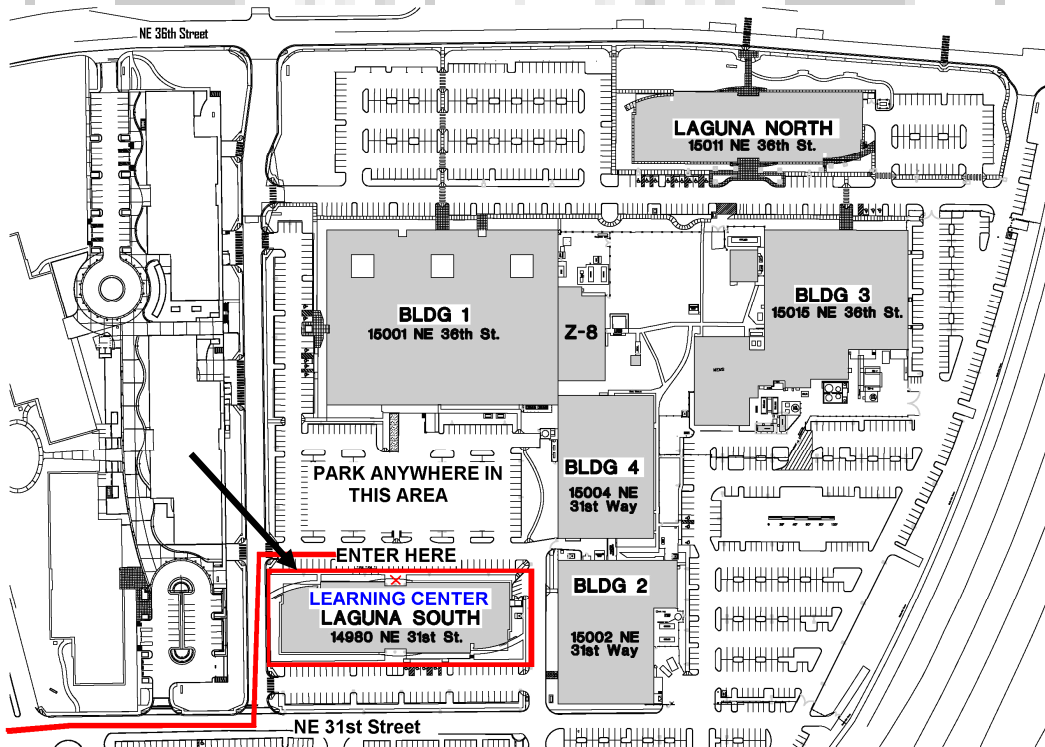 NE 36th Street
LAGUNA NORTH
15011 NE 36th St.
BLDG 1
15001 NE 36th St.
Z-8
BLDG 3
15015 NE 36th St.
BLDG 4
15004 NE
31st Way
PARK ANYWHERE IN
THIS AREA
ENTER HERE
LEARNING CENTER
LAGUNA SOUTH
14980 NE 31st St.
BLDG 2
15002 NE
31st Way
NE 31st Street